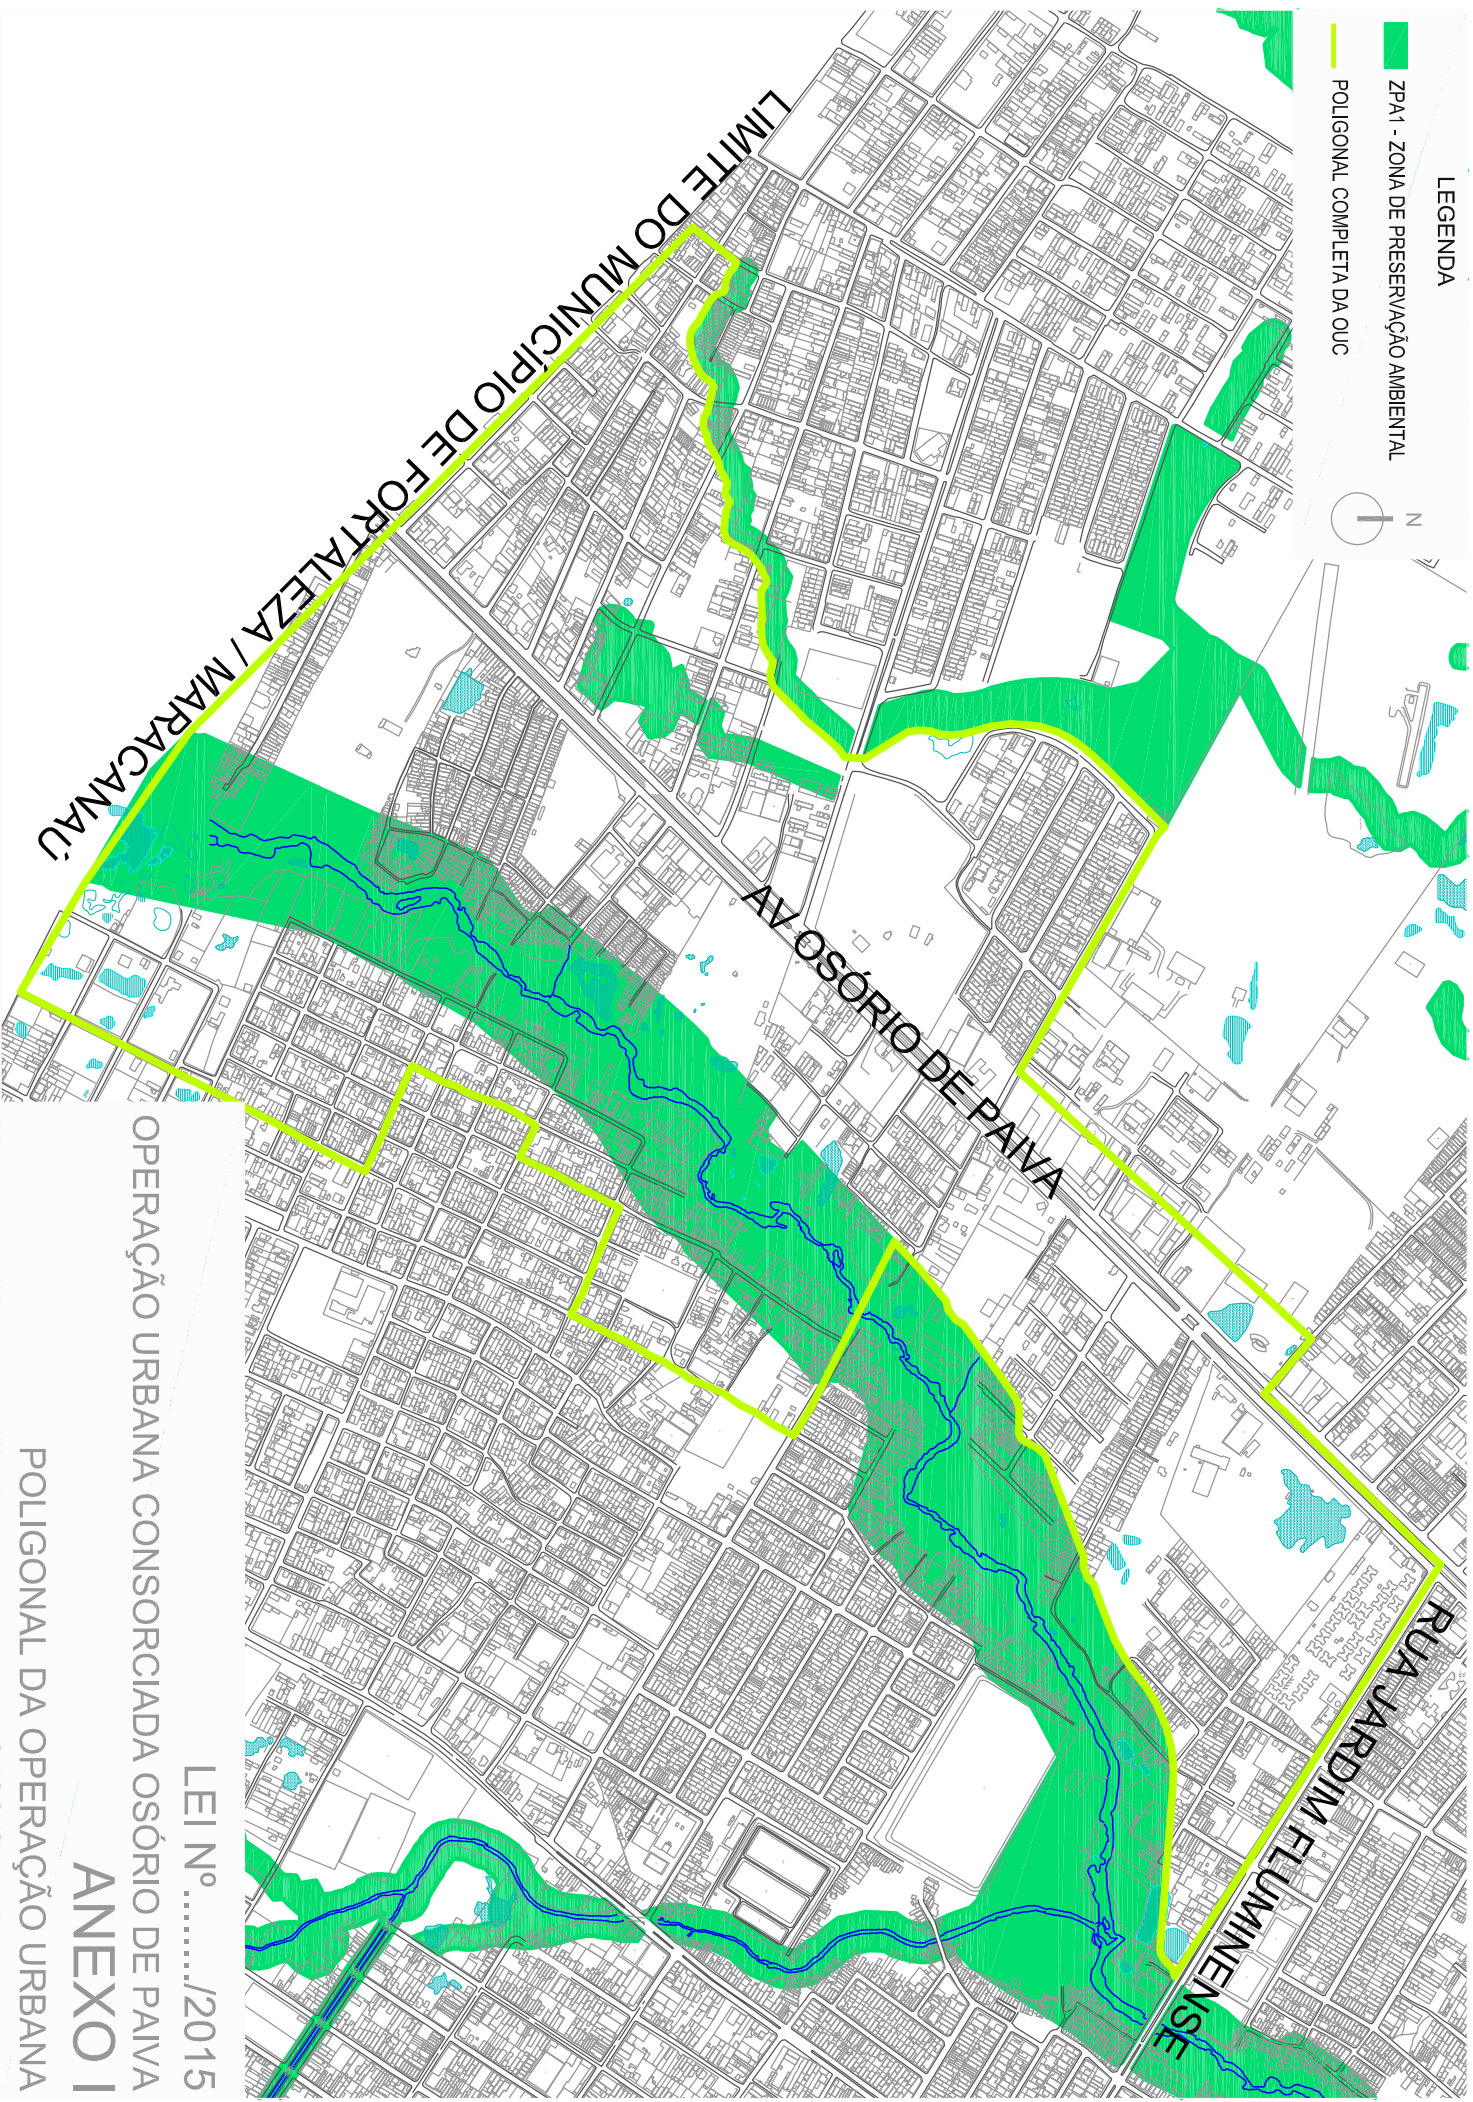 LEGENDA
ZPA1 - ZONA DE PRESERVAÇÃO AMBIENTAL
POLIGONAL COMPLETA DA OUC
N
LIMITE DO MUNICÍPIO DE FORTALEZA / MARACANAÚ
AV OSÓRIO DE PAIVA
RUA JARDIM FLUMINENSE
LEI Nº ......../2015
OPERAÇÃO URBANA CONSORCIADA OSÓRIO DE PAIVA
ANEXO I
POLIGONAL DA OPERAÇÃO URBANA